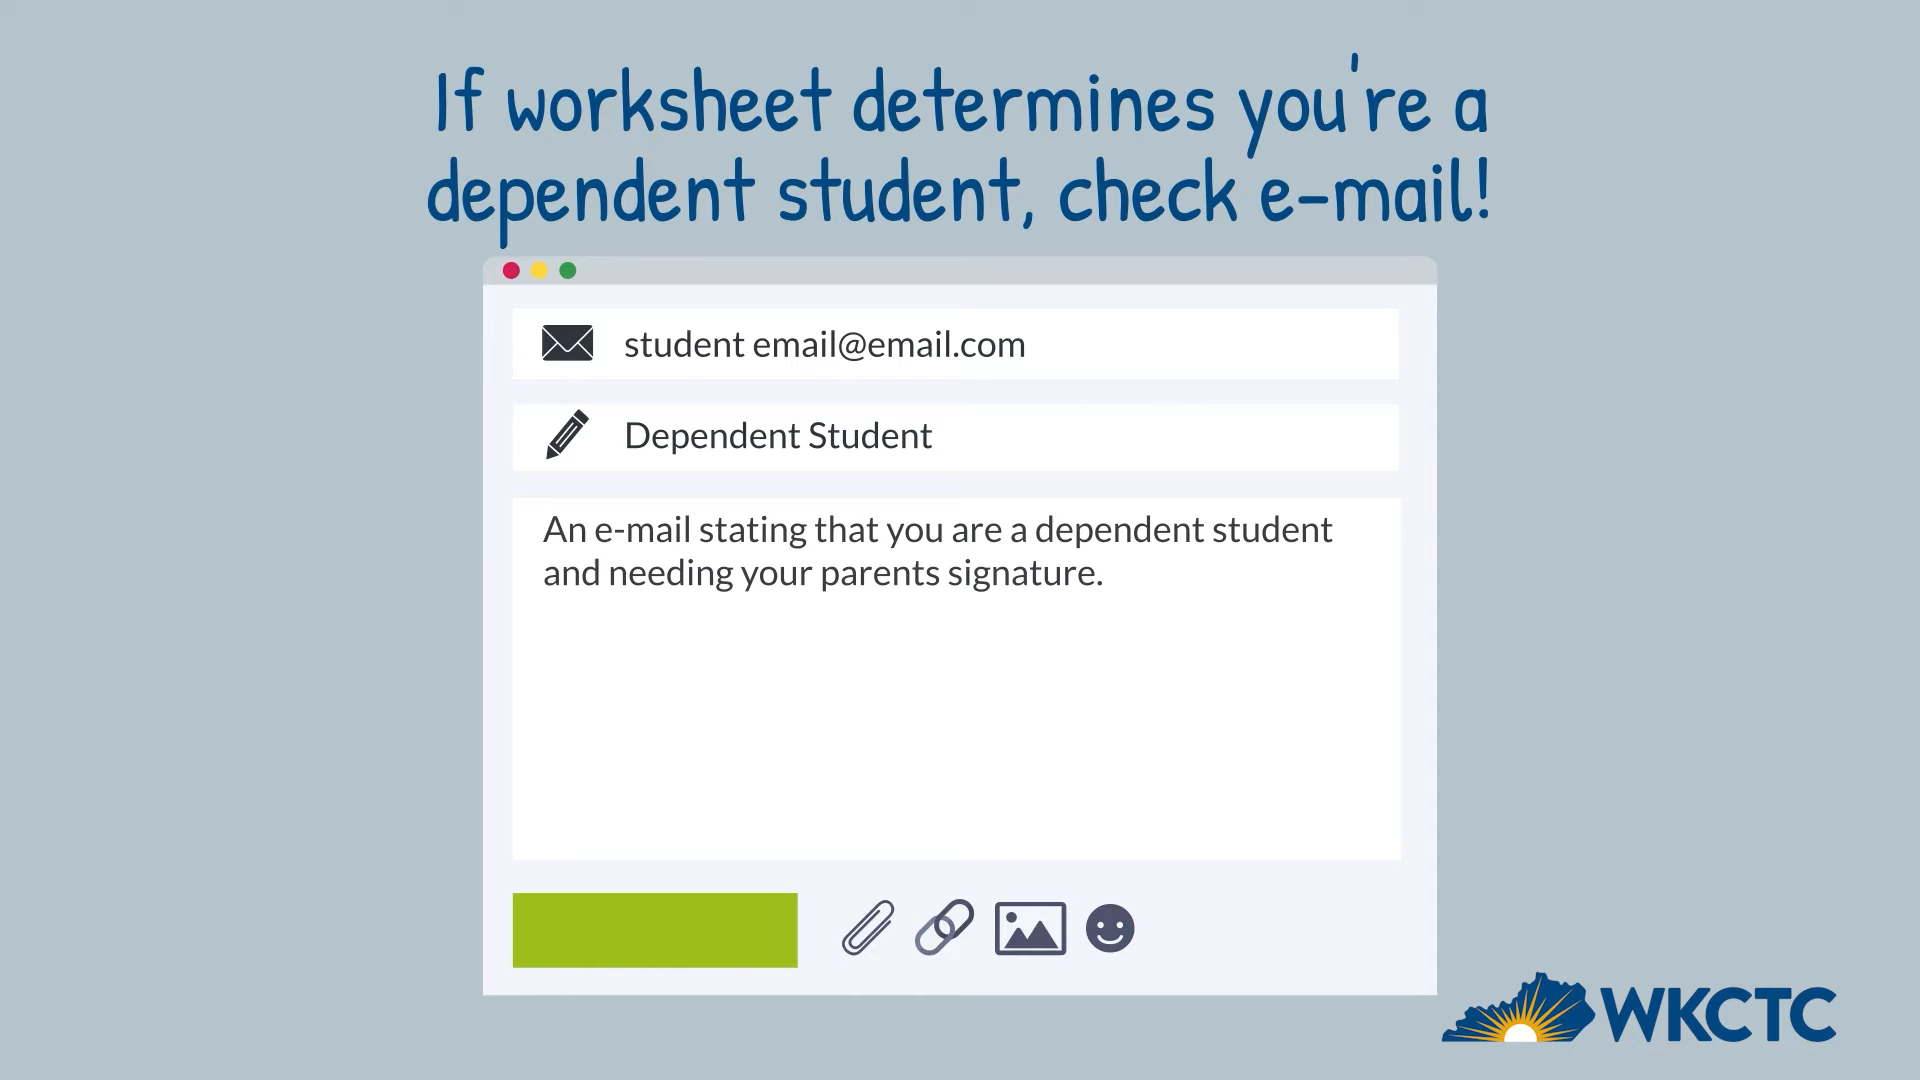 If worksheet determines you're a
dependent student, check e-mail!
student email@email.com
Dependent Student
An e-mail stating that you are a dependent student
and needing your parents signature.
WKCTC